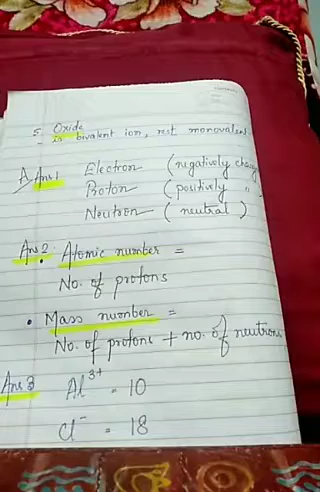 5. Oxide
- is bivalent ion, rest monovalent
A Ans 1 Electron (negatively charg
Proton (positively " -
Neutron (neutral)
Ans 2. Atomic number =
No. of protons
• Mass number =
No. of protons + no. of neutrons
Ans 3 Al3+ = 10
Cl- = 18